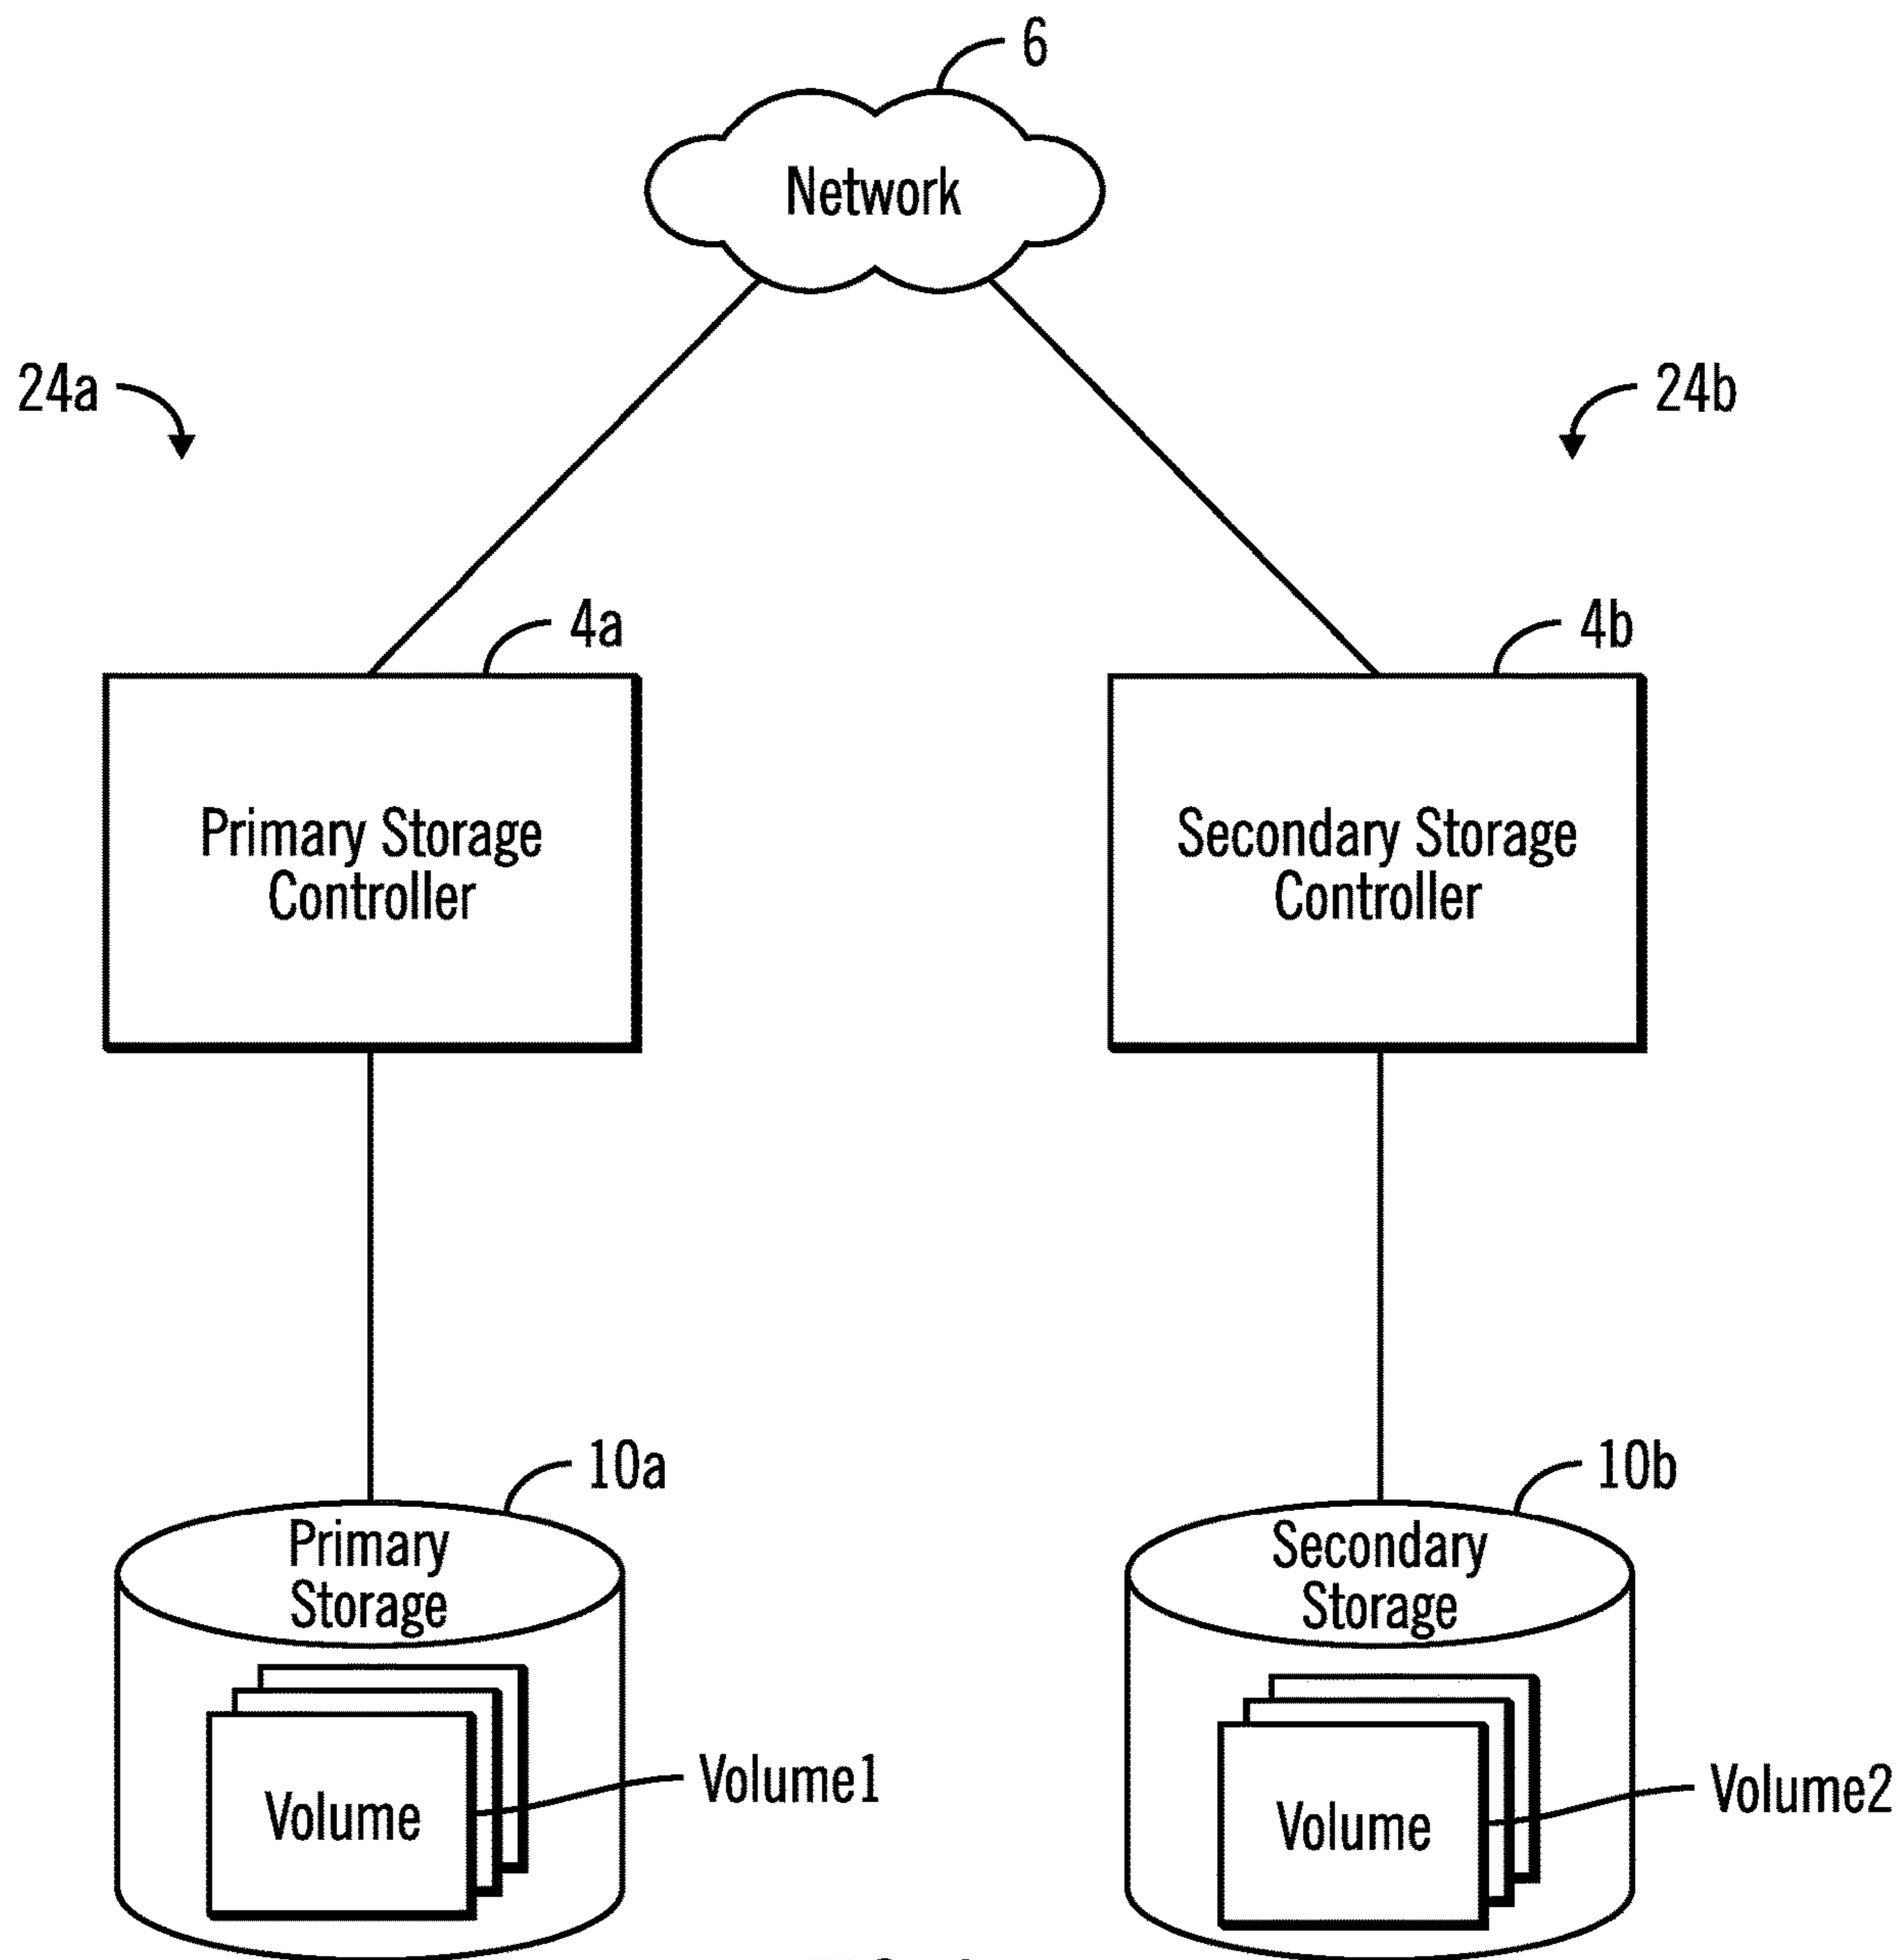 6
Network
24a
24b
4a
4b
Primary Storage
Controller
Secondary Storage
Controller
10a
10b
Primary
Storage
Secondary
Storage
Volume
Volume1
Volume
Volume2